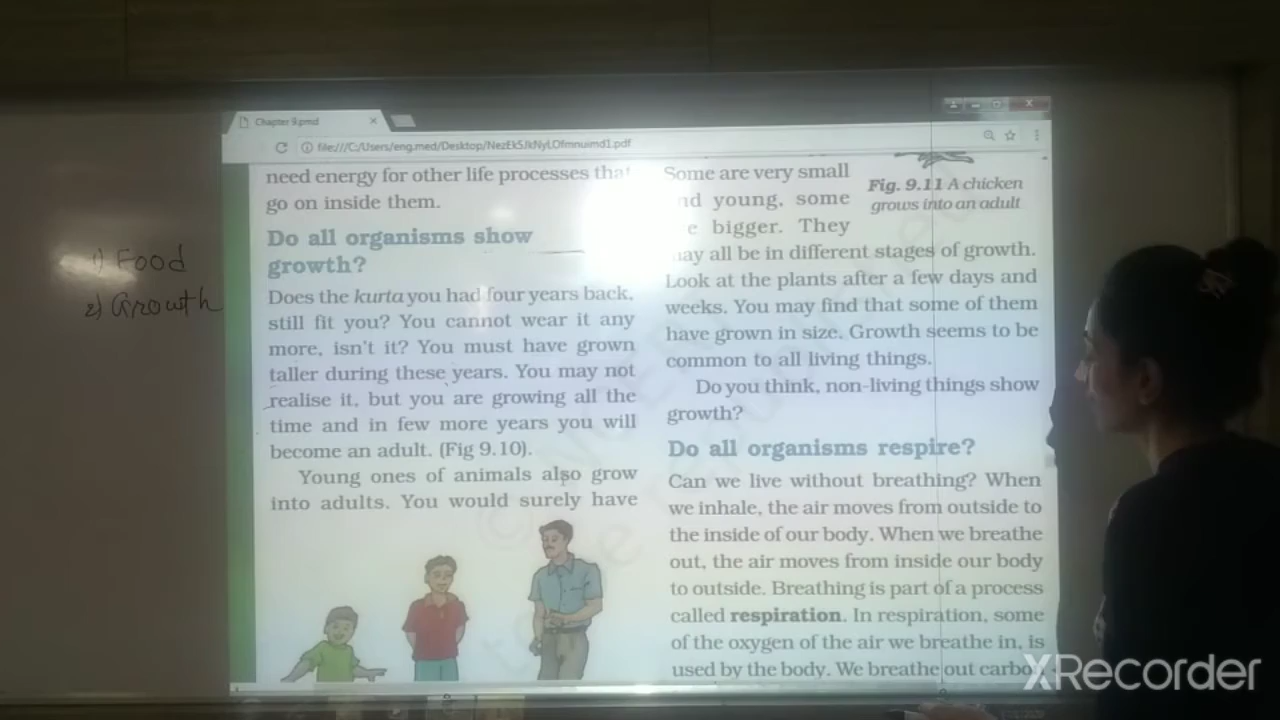 Chapter 9.pmd
file:///C:/Users/eng.med/Desktop/NezEk5JkNyLOfmnuimd1.pdf
1) Food
2) Growth
need energy for other life processes that
go on inside them.
Do all organisms show
growth?
Does the kurta you had four years back,
still fit you? You cannot wear it any
more, isn't it? You must have grown
taller during these years. You may not
realise it, but you are growing all the
time and in few more years you will
become an adult. (Fig 9.10).
Young ones of animals also grow
into adults. You would surely have
Some are very small
nd young, some
e bigger. They
ay all be in different stages of growth.
Look at the plants after a few days and
weeks. You may find that some of them
have grown in size. Growth seems to be
common to all living things.
Do you think, non-living things show
growth?
Fig. 9.11 A chicken
grows into an adult
Do all organisms respire?
Can we live without breathing? When
we inhale, the air moves from outside to
the inside of our body. When we breathe
out, the air moves from inside our body
to outside. Breathing is part of a process
called respiration. In respiration, some
of the oxygen of the air we breathe in, is
used by the body. We breathe out carbo
XRecorder